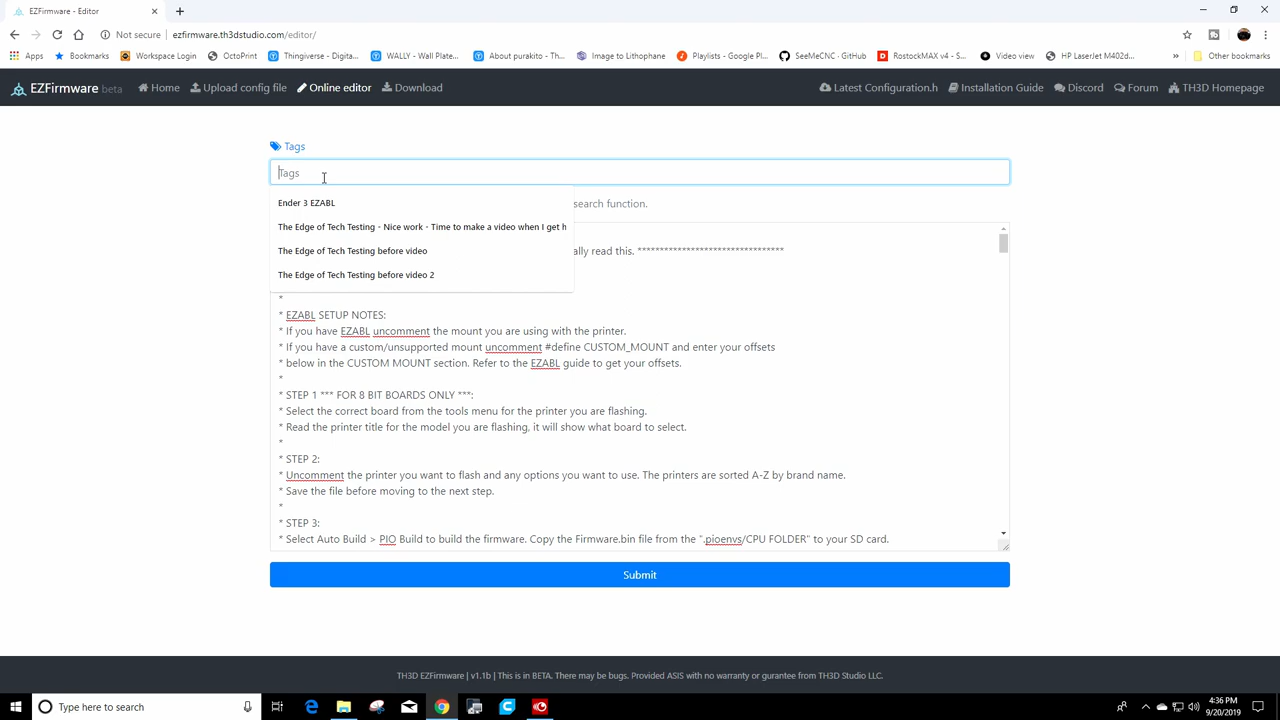 EZFirmware - Editor
Not secure | ezfirmware.th3dstudio.com/editor/
Apps Bookmarks Workspace Login OctoPrint Thingiverse - Digita... WALLY - Wall Plate... About purakito - Th... Image to Lithophane Playlists - Google Pl... SeeMeCNC · GitHub RostockMAX v4 - S... Video view HP LaserJet M402d... » Other bookmarks
EZFirmware beta Home Upload config file Online editor Download Latest Configuration.h Installation Guide Discord Forum TH3D Homepage
Tags
Tags
Ender 3 EZABL
search function.
The Edge of Tech Testing - Nice work - Time to make a video when I get h
The Edge of Tech Testing before video
ally read this. *******************************
The Edge of Tech Testing before video 2
*
* EZABL SETUP NOTES:
* If you have EZABL uncomment the mount you are using with the printer.
* If you have a custom/unsupported mount uncomment #define CUSTOM_MOUNT and enter your offsets
* below in the CUSTOM MOUNT section. Refer to the EZABL guide to get your offsets.
*
* STEP 1 *** FOR 8 BIT BOARDS ONLY ***:
* Select the correct board from the tools menu for the printer you are flashing.
* Read the printer title for the model you are flashing, it will show what board to select.
*
* STEP 2:
* Uncomment the printer you want to flash and any options you want to use. The printers are sorted A-Z by brand name.
* Save the file before moving to the next step.
*
* STEP 3:
* Select Auto Build > PIO Build to build the firmware. Copy the Firmware.bin file from the ".pioenvs/CPU FOLDER" to your SD card.
Submit
TH3D EZFirmware | v1.1b | This is in BETA. There may be bugs. Provided ASIS with no warranty or gurantee from TH3D Studio LLC.
Type here to search
4:36 PM
9/20/2019